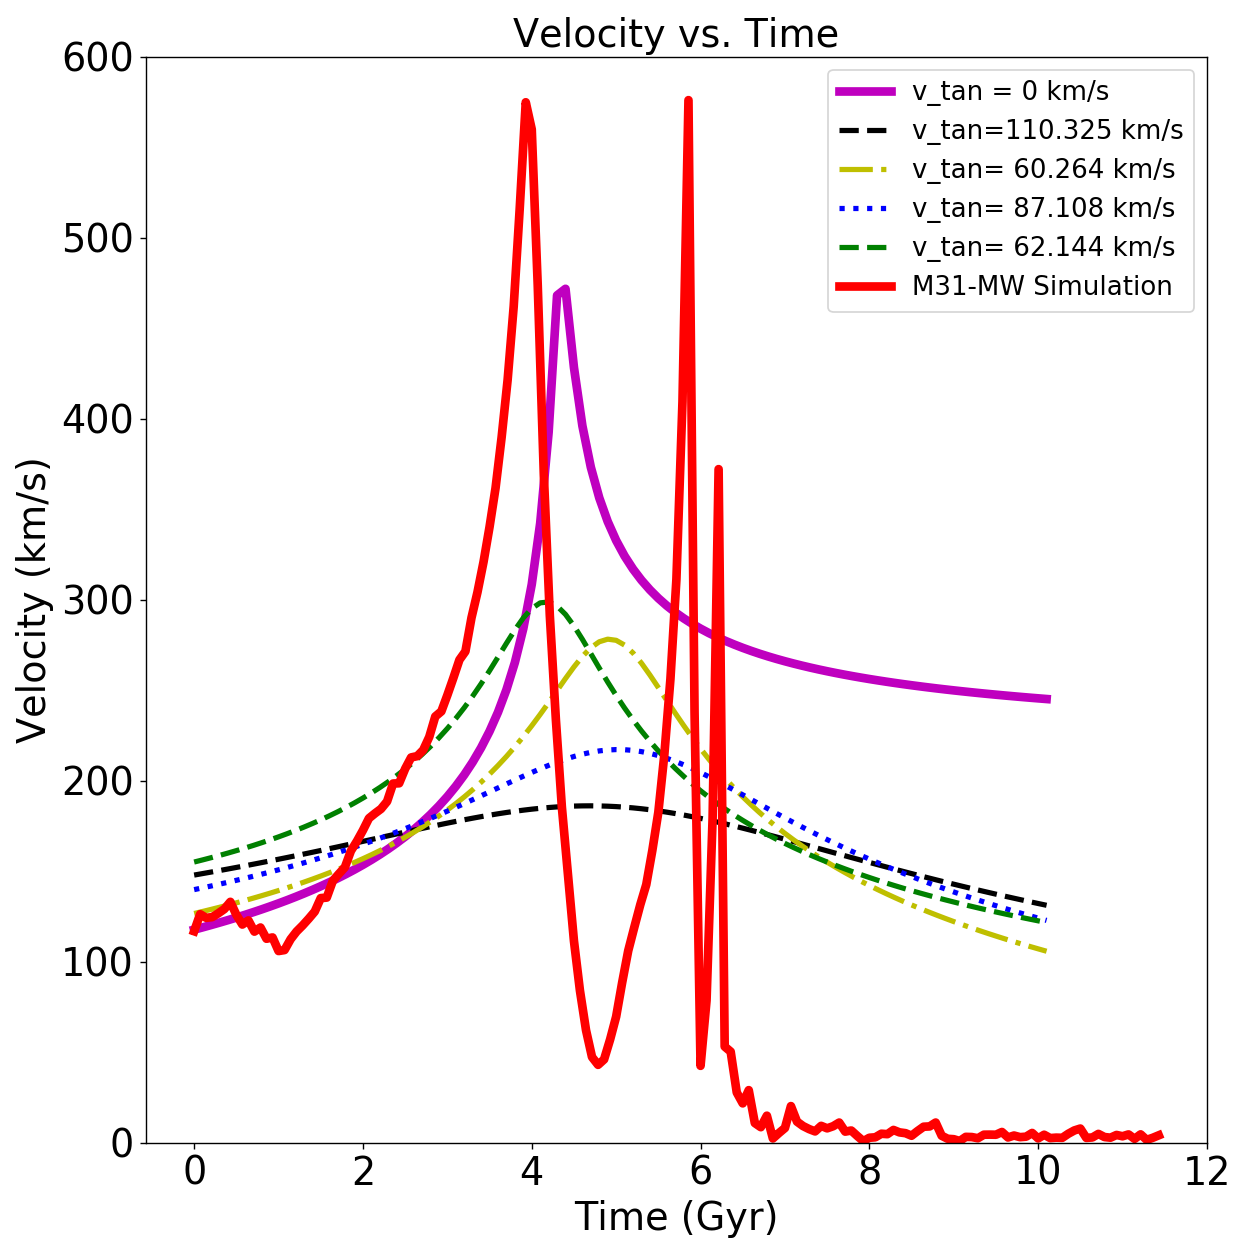 Velocity vs. Time
600
500
400
300
200
100
0
Velocity (km/s)
v_tan = 0 km/s
v_tan=110.325 km/s
v_tan= 60.264 km/s
v_tan= 87.108 km/s
v_tan= 62.144 km/s
M31-MW Simulation
0 2 4 6 8 10 12
Time (Gyr)